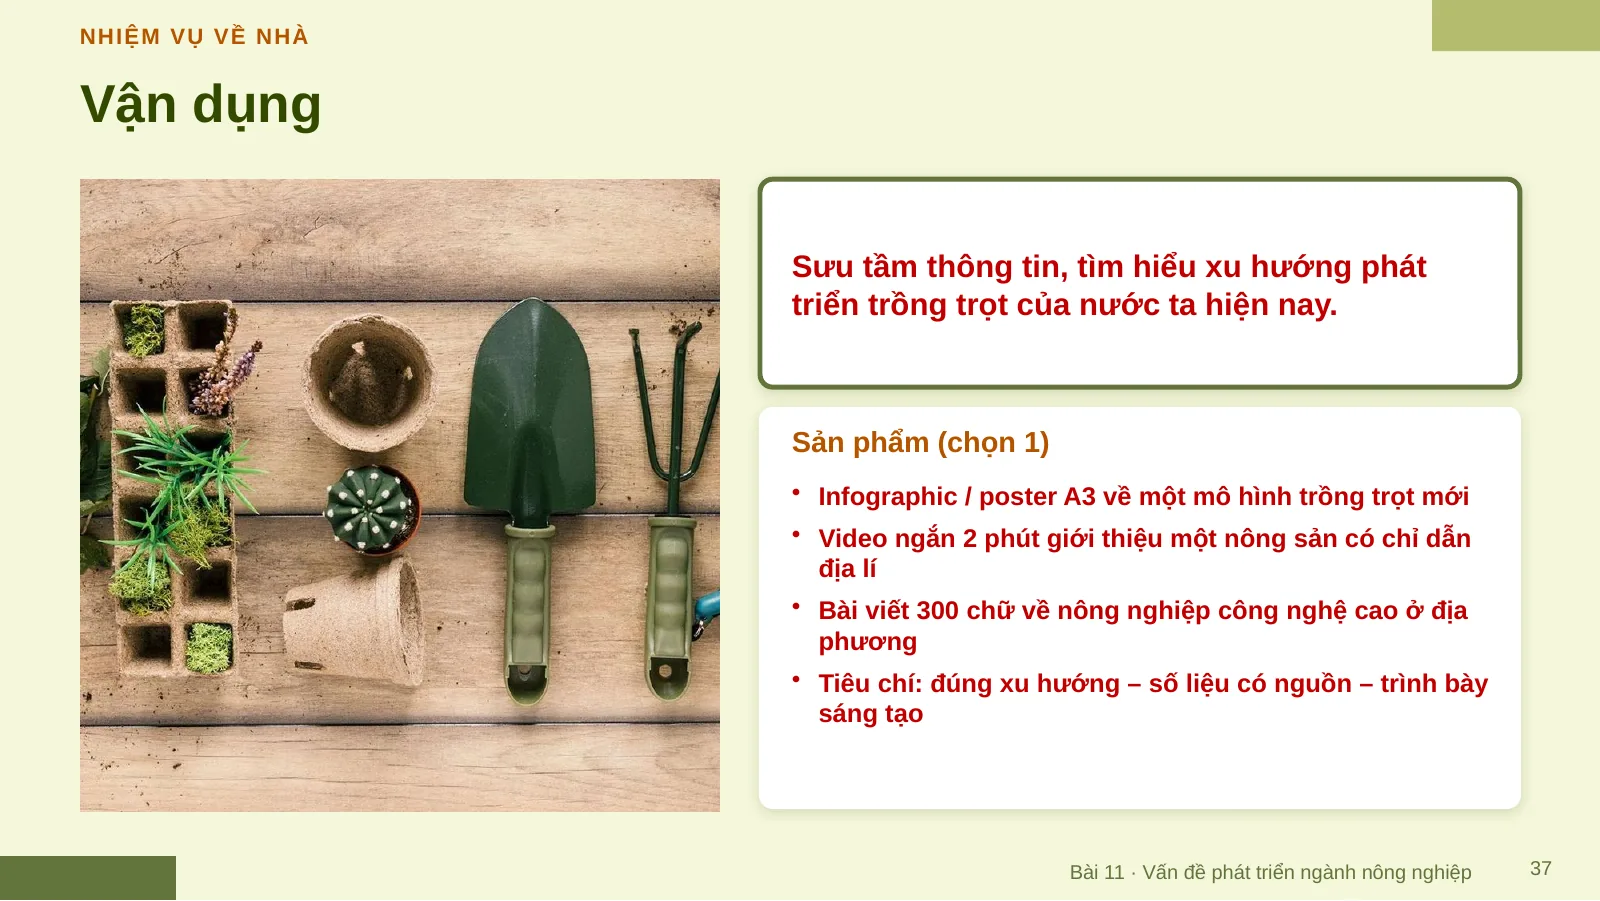 NHIỆM VỤ VỀ NHÀ
Vận dụng
Sưu tầm thông tin, tìm hiểu xu hướng phát
triển trồng trọt của nước ta hiện nay.
Sản phẩm (chọn 1)
• Infographic / poster A3 về một mô hình trồng trọt mới
• Video ngắn 2 phút giới thiệu một nông sản có chỉ dẫn
địa lí
• Bài viết 300 chữ về nông nghiệp công nghệ cao ở địa
phương
• Tiêu chí: đúng xu hướng – số liệu có nguồn – trình bày
sáng tạo
Bài 11 · Vấn đề phát triển ngành nông nghiệp
37